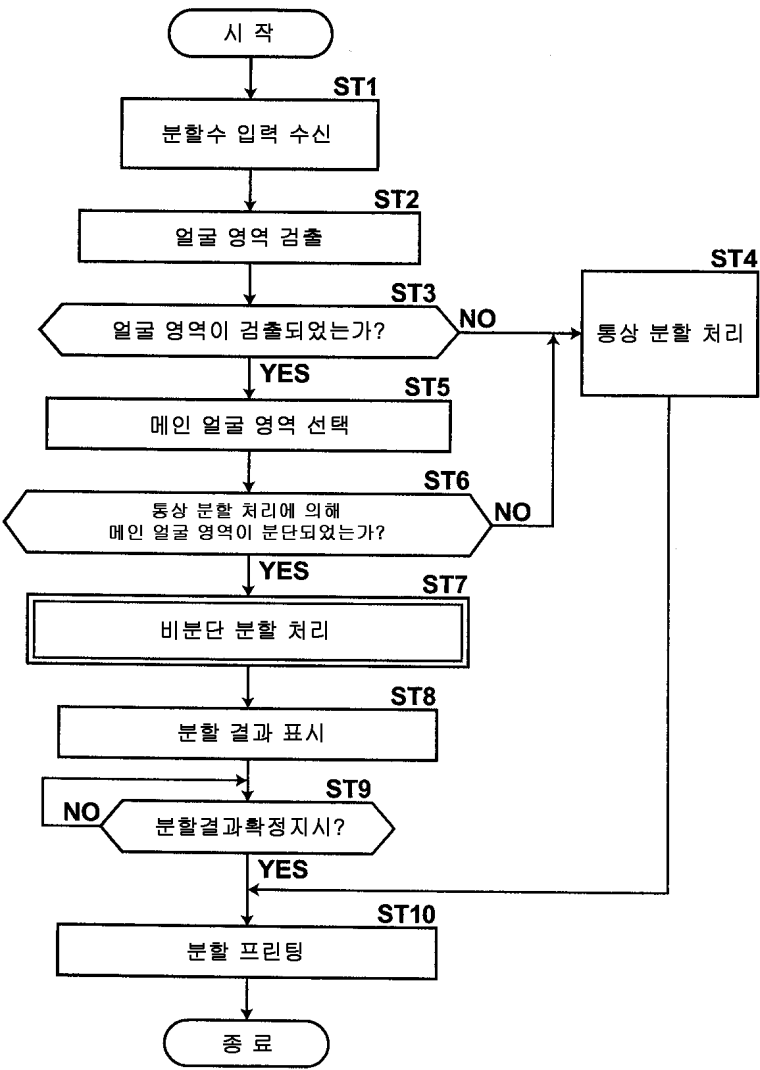 시 작
ST1
분할수 입력 수신
ST2
얼굴 영역 검출
ST3
얼굴 영역이 검출되었는가?
NO
ST4
통상 분할 처리
YES
ST5
메인 얼굴 영역 선택
ST6
통상 분할 처리에 의해
메인 얼굴 영역이 분단되었는가?
NO
YES
ST7
비분단 분할 처리
ST8
분할 결과 표시
ST9
NO
분할결과확정지시?
YES
ST10
분할 프린팅
종 료